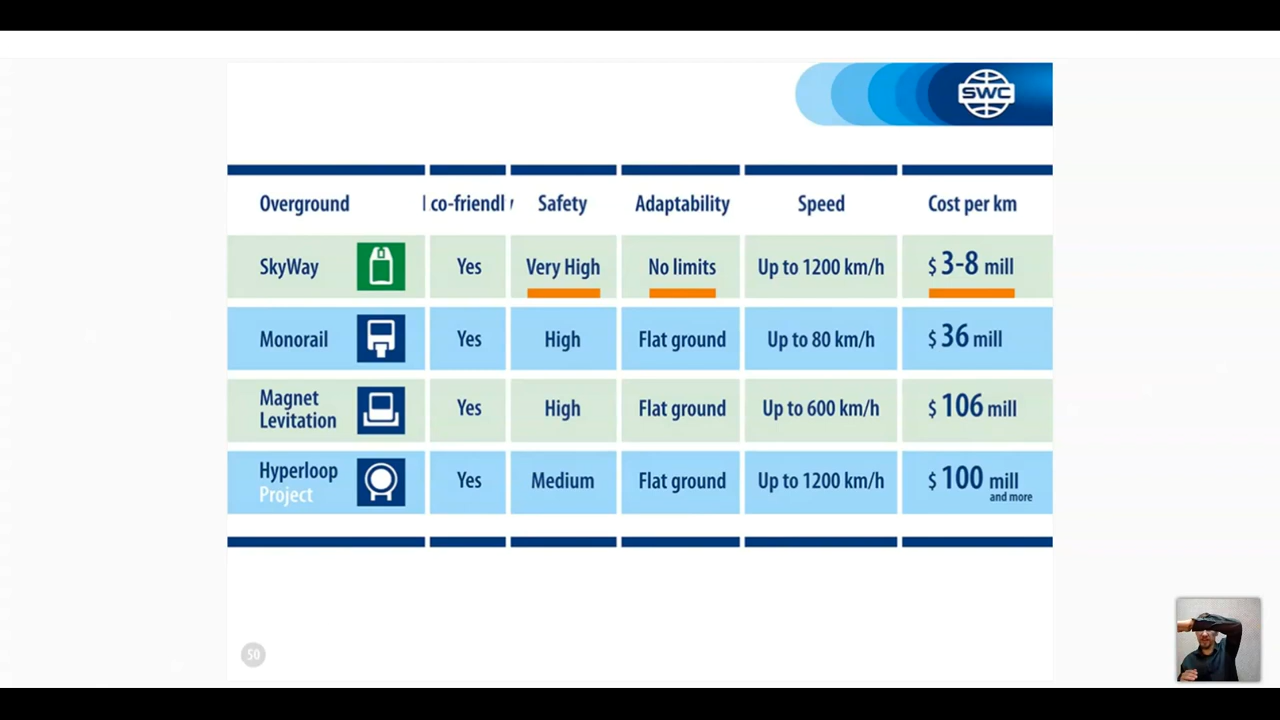 SWC
Overground co-friendl Safety Adaptability Speed Cost per km
SkyWay Yes Very High No limits Up to 1200 km/h $ 3-8 mill
Monorail Yes High Flat ground Up to 80 km/h $ 36 mill
Magnet
Levitation Yes High Flat ground Up to 600 km/h $ 106 mill
Hyperloop
Project Yes Medium Flat ground Up to 1200 km/h $ 100 mill
and more
50